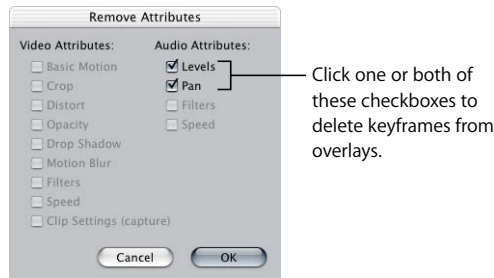 Remove Attributes
Video Attributes:
Basic Motion
Crop
Distort
Opacity
Drop Shadow
Motion Blur
Filters
Speed
Clip Settings (capture)
Audio Attributes:
Levels
Pan
Filters
Speed
Cancel
OK
Click one or both of
these checkboxes to
delete keyframes from
overlays.